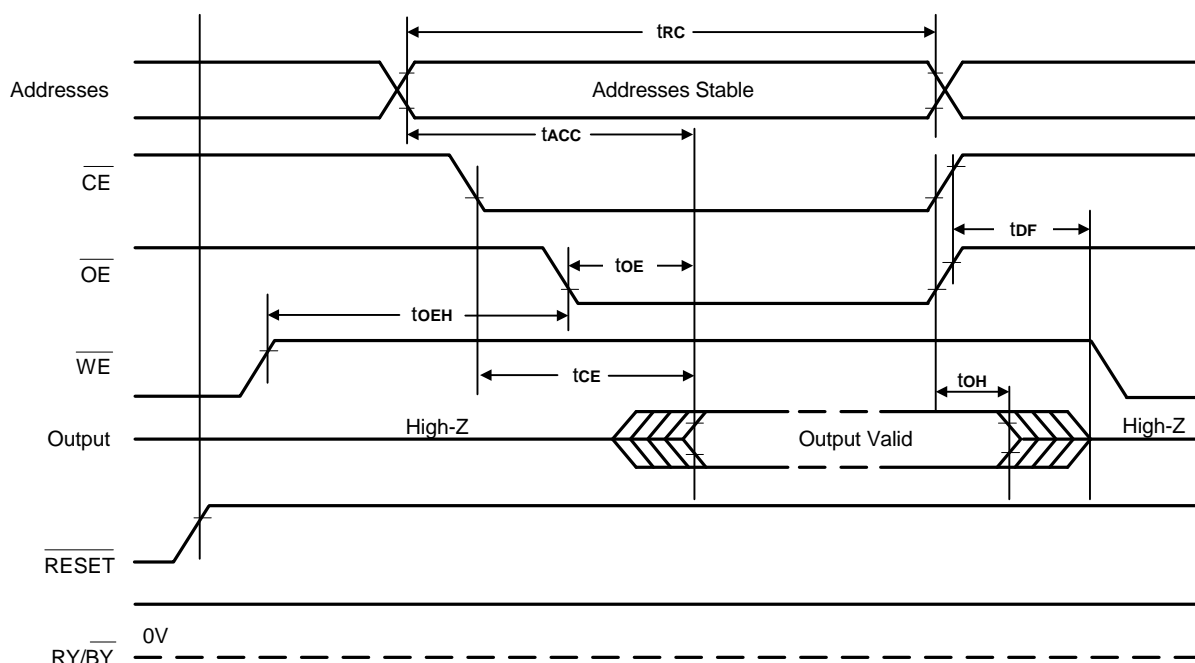 tRC
Addresses
Addresses Stable
tACC
CE
tDF
OE
tOE
tOEH
WE
tCE
tOH
High-Z
Output
Output Valid
High-Z
RESET
0V
RY/BY